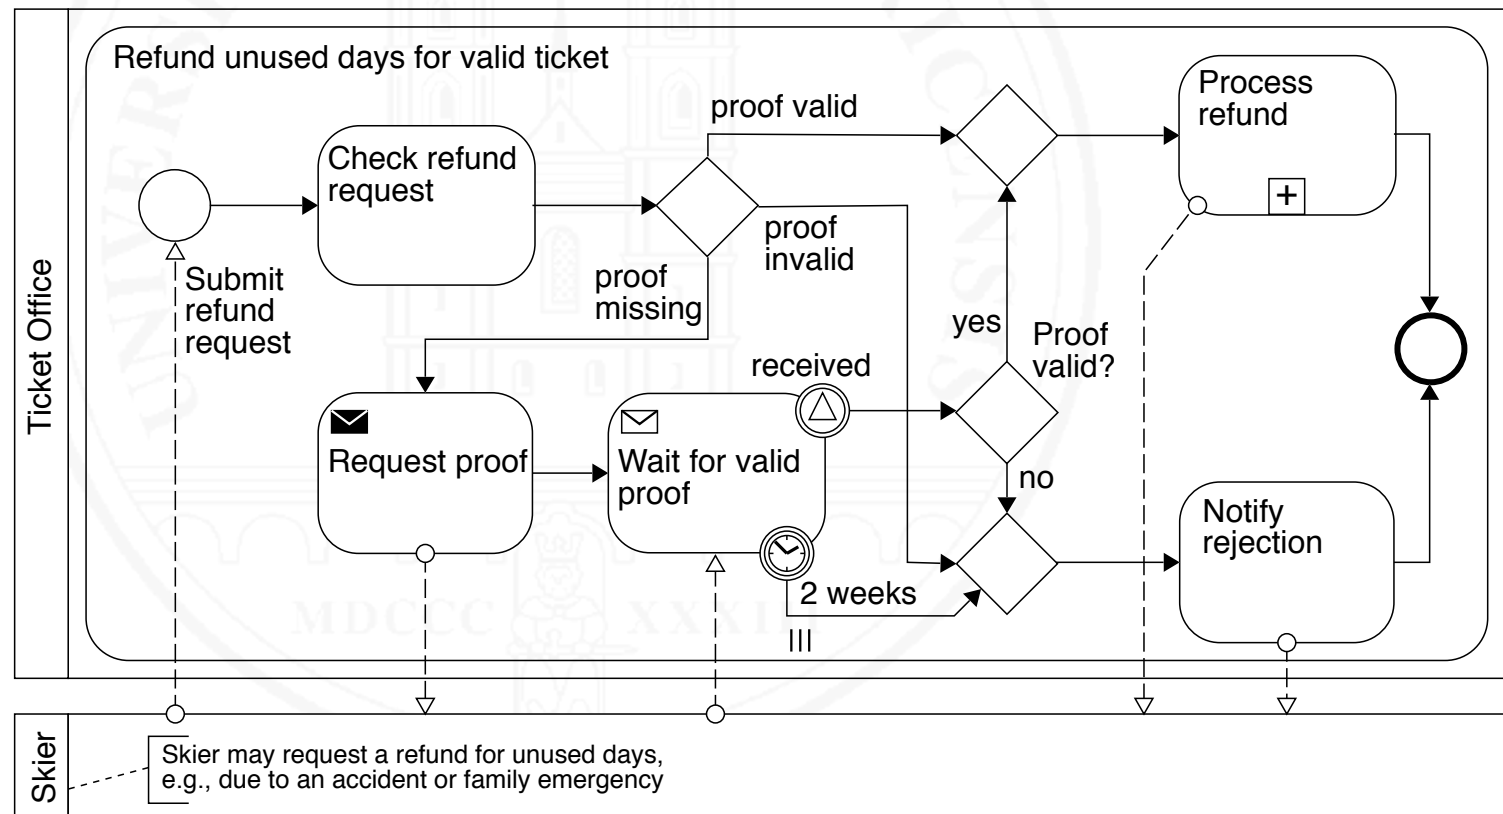 Refund unused days for valid ticket
Ticket Office
Check refund
request
Submit
refund
request
proof valid
proof
invalid
proof
missing
Process
refund
+
Request proof
Wait for valid
proof
received
2 weeks
yes
Proof
valid?
no
Notify
rejection
Skier
Skier may request a refund for unused days,
e.g., due to an accident or family emergency
MDCCC XXXIII